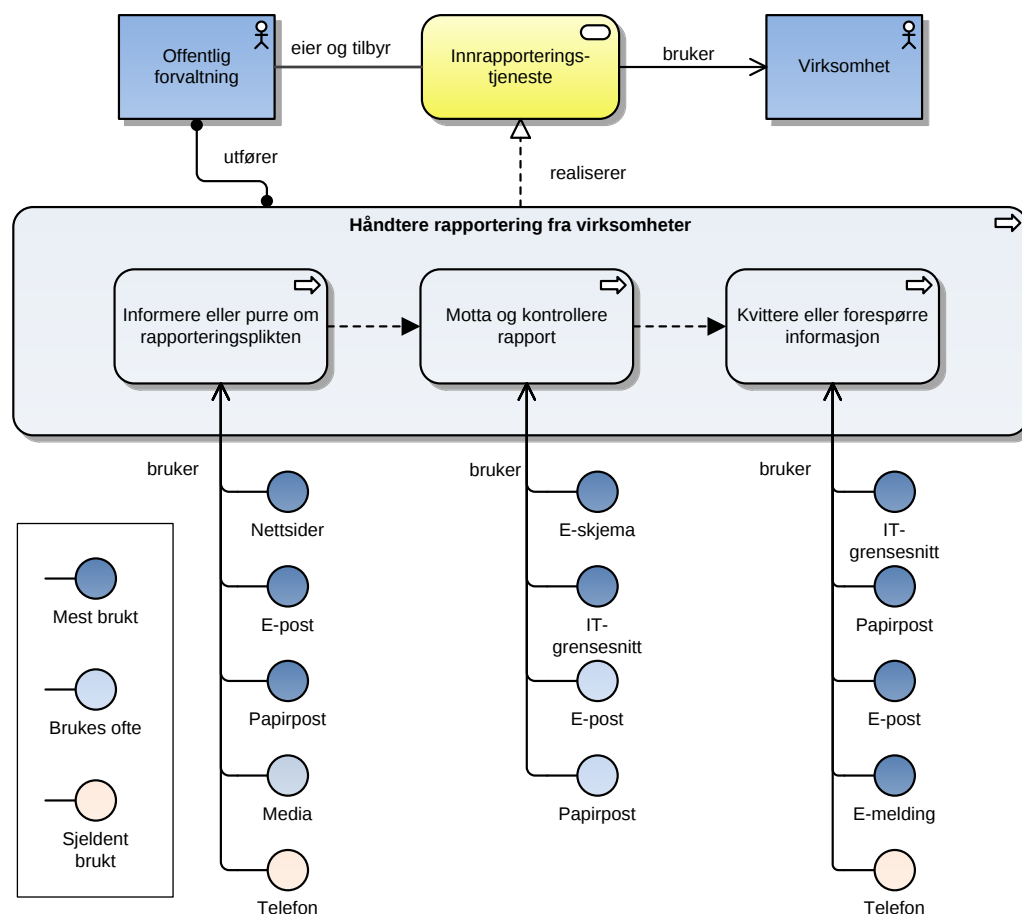 Offentlig
forvaltning
eier og tilbyr
Innrapporterings-
tjeneste
bruker
Virksomhet
utfører
realiserer
Håndtere rapportering fra virksomheter
Informere eller purre om
rapporteringsplikten
Motta og kontrollere
rapport
Kvittere eller forespørre
informasjon
bruker
Nettsider
E-post
Papirpost
Media
Telefon
bruker
E-skjema
IT-
grensesnitt
E-post
Papirpost
bruker
IT-
grensesnitt
Papirpost
E-post
E-melding
Telefon
Mest brukt
Brukes ofte
Sjeldent
brukt